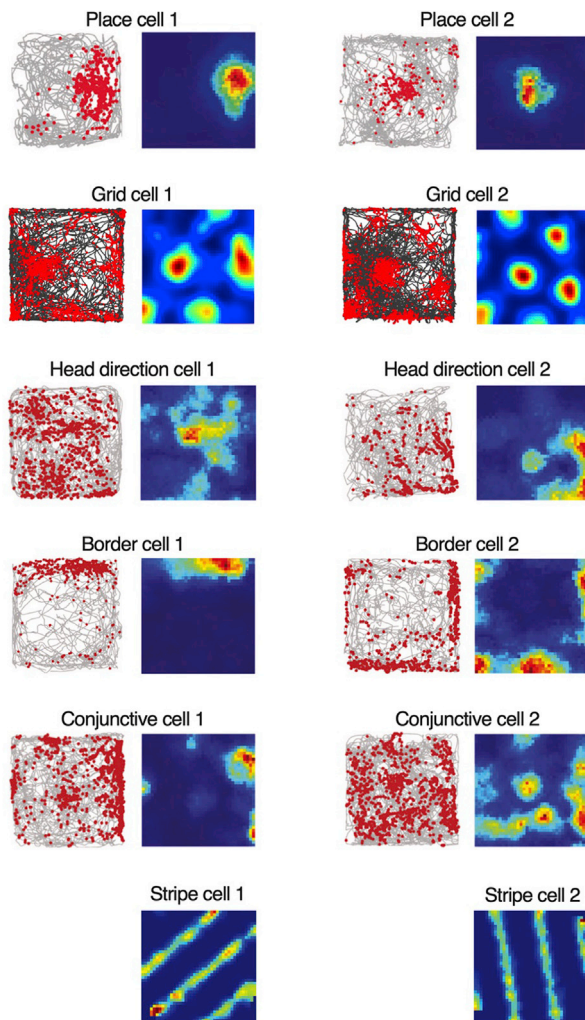 Place cell 1
Place cell 2
Grid cell 1
Grid cell 2
Head direction cell 1
Head direction cell 2
Border cell 1
Border cell 2
Conjunctive cell 1
Conjunctive cell 2
Stripe cell 1
Stripe cell 2